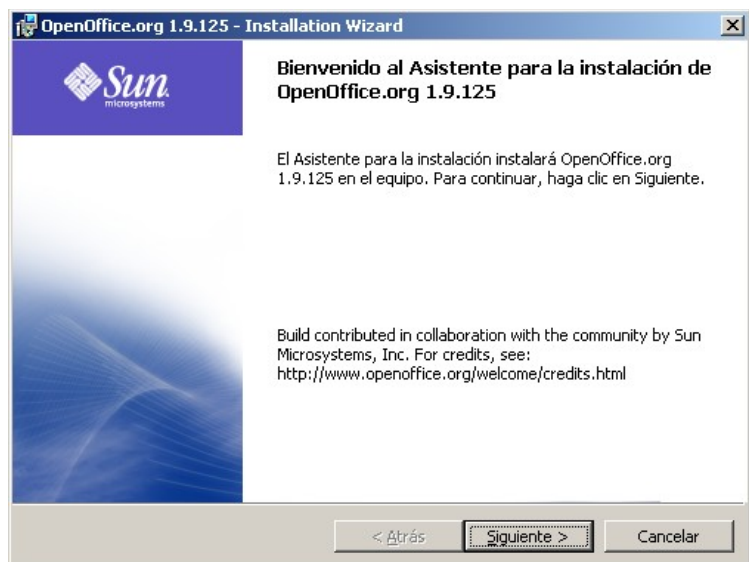 OpenOffice.org 1.9.125 - Installation Wizard
Sun
microsystems
Bienvenido al Asistente para la instalación de
OpenOffice.org 1.9.125
El Asistente para la instalación instalará OpenOffice.org
1.9.125 en el equipo. Para continuar, haga clic en Siguiente.
Build contributed in collaboration with the community by Sun
Microsystems, Inc. For credits, see:
http://www.openoffice.org/welcome/credits.html
< Atrás
Siguiente >
Cancelar